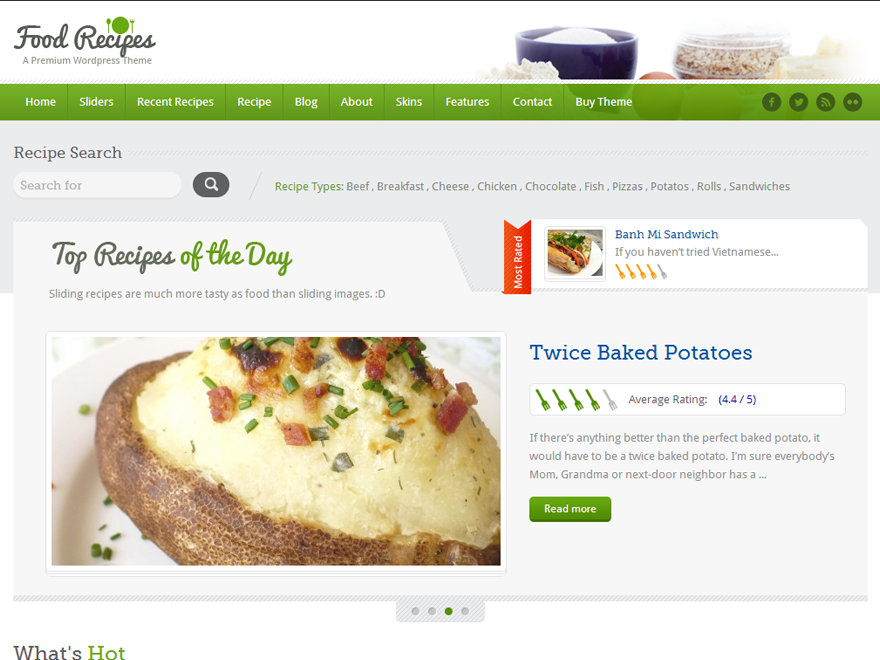 Food Recipes
A Premium Wordpress Theme
Home Sliders Recent Recipes Recipe Blog About Skins Features Contact Buy Theme
Recipe Search
Search for
Recipe Types: Beef , Breakfast , Cheese , Chicken , Chocolate , Fish , Pizzas , Potatos , Rolls , Sandwiches
Top Recipes of the Day
Sliding recipes are much more tasty as food than sliding images. :D
Most Rated
Banh Mi Sandwich
If you haven't tried Vietnamese...
Twice Baked Potatoes
Average Rating: (4.4 / 5)
If there's anything better than the perfect baked potato, it
would have to be a twice baked potato. I'm sure everybody's
Mom, Grandma or next-door neighbor has a ...
Read more
What's Hot